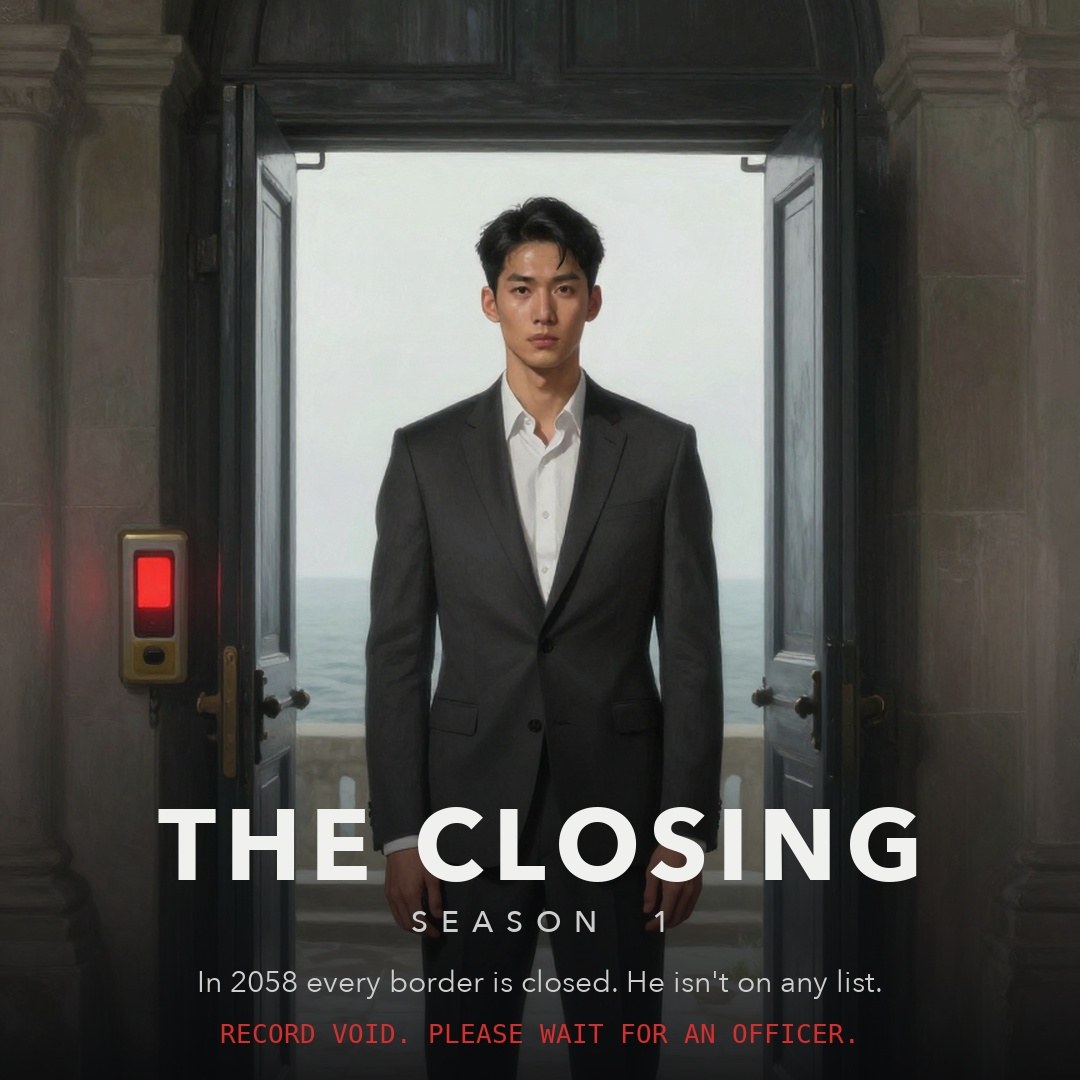 THE CLOSING
SEASON 1
In 2058 every border is closed. He isn't on any list.
RECORD VOID. PLEASE WAIT FOR AN OFFICER.